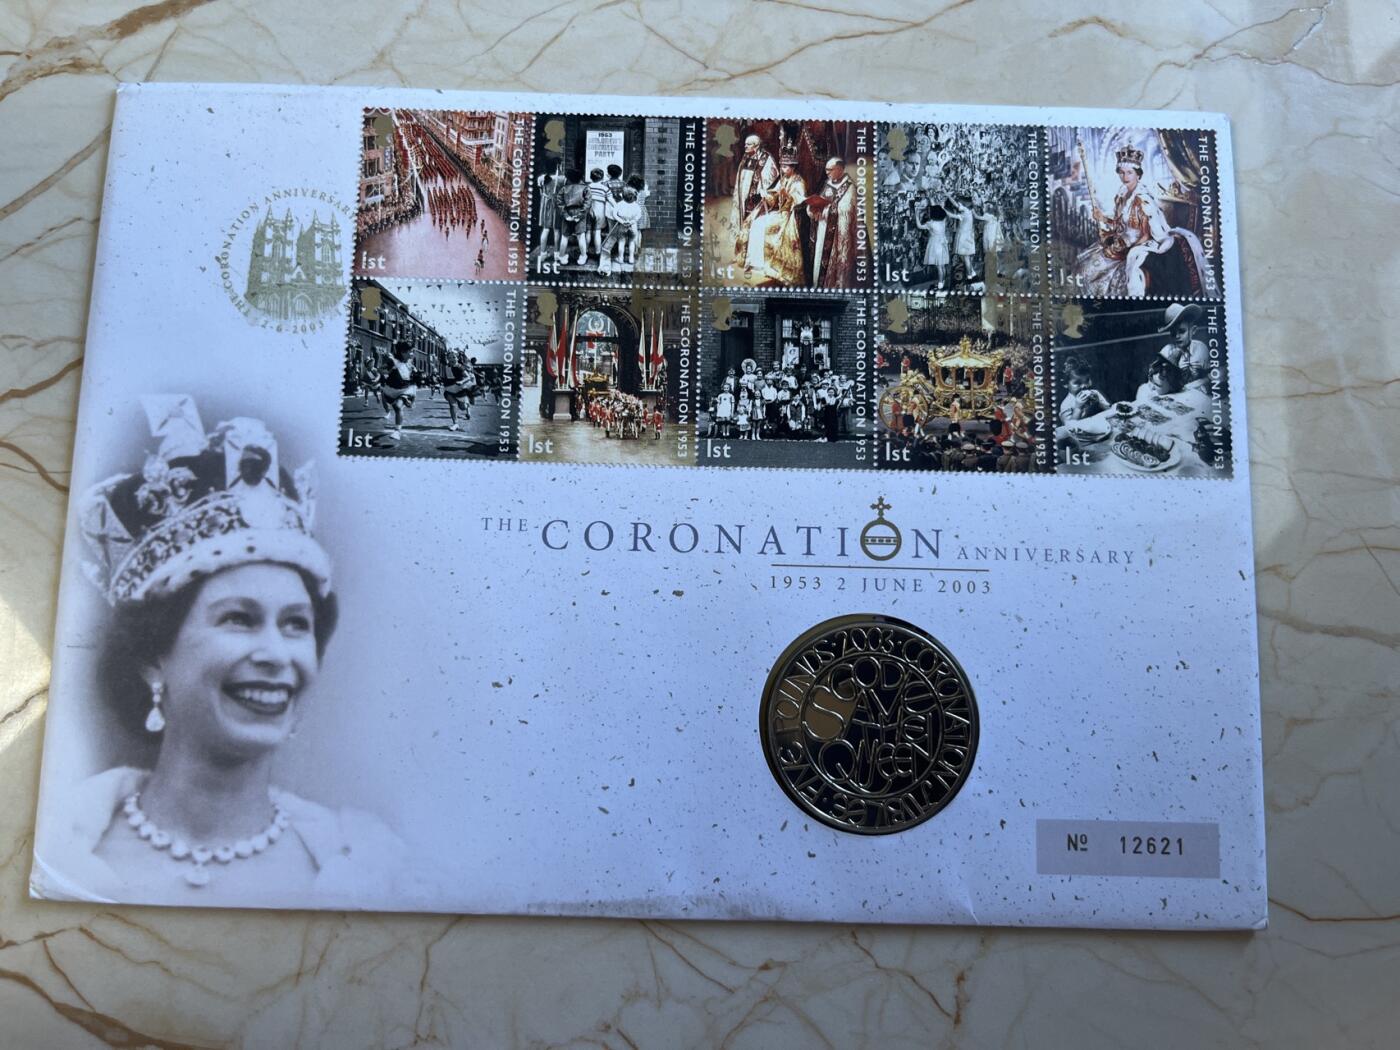 THE CORONATION ANNIVERSARY
2-6-2003
1st
THE CORONATION 1953
1953
CHILDREN'S
CORONATION
PARTY
1st
THE CORONATION 1953
1st
THE CORONATION 1953
1st
THE CORONATION 1953
1st
THE CORONATION 1953
1st
THE CORONATION 1953
1st
THE CORONATION 1953
1st
THE CORONATION 1953
1st
THE CORONATION 1953
1st
THE CORONATION 1953
THE CORONATION ANNIVERSARY
1953 2 JUNE 2003
FIVE POUNDS · 2003 · CORONATION JUBILEE ·
GOD SAVE THE QUEEN
Nº 12621